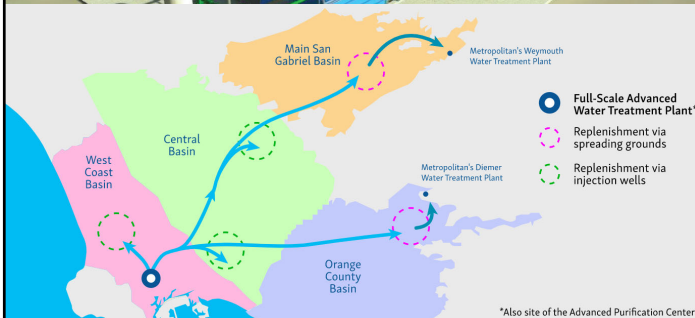 Main San
Gabriel Basin
Metropolitan's Weymouth
Water Treatment Plant
Full-Scale Advanced
Water Treatment Plant*
Replenishment via
spreading grounds
Replenishment via
injection wells
Central
Basin
West
Coast
Basin
Metropolitan's Diemer
Water Treatment Plant
Orange
County
Basin
*Also site of the Advanced Purification Center